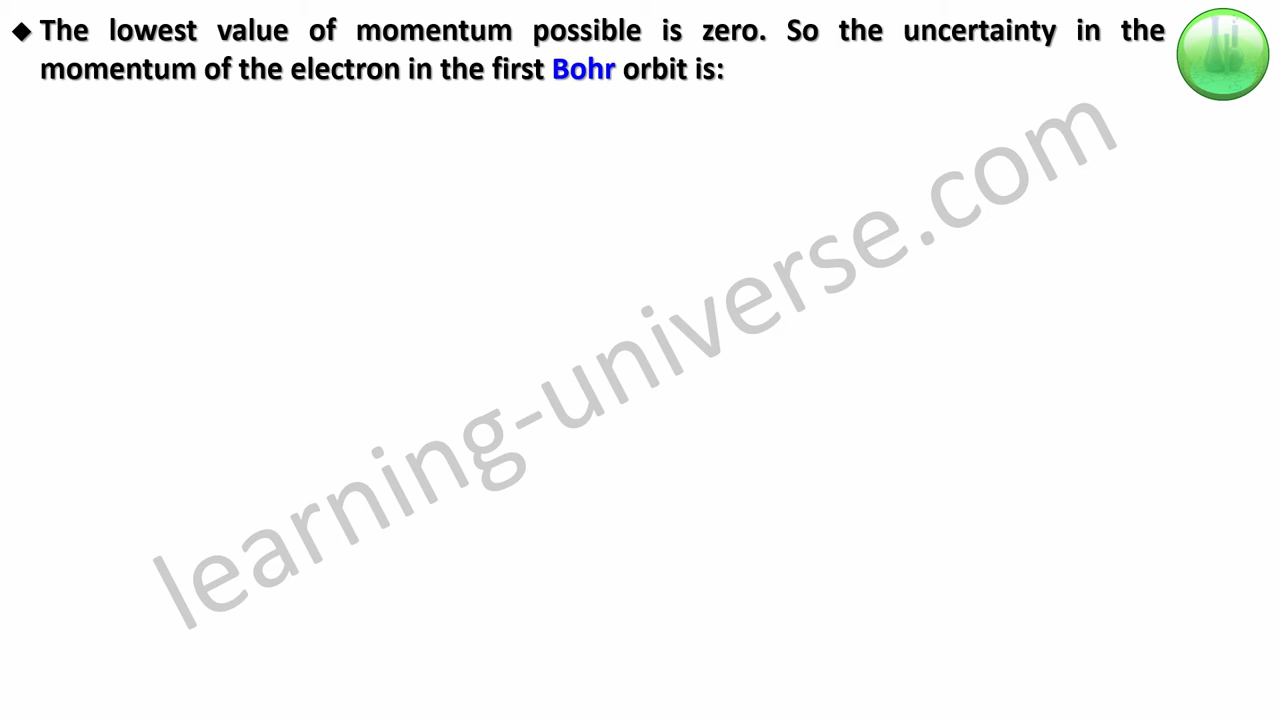 ◆ The lowest value of momentum possible is zero. So the uncertainty in the
momentum of the electron in the first Bohr orbit is:
learning-universe.com